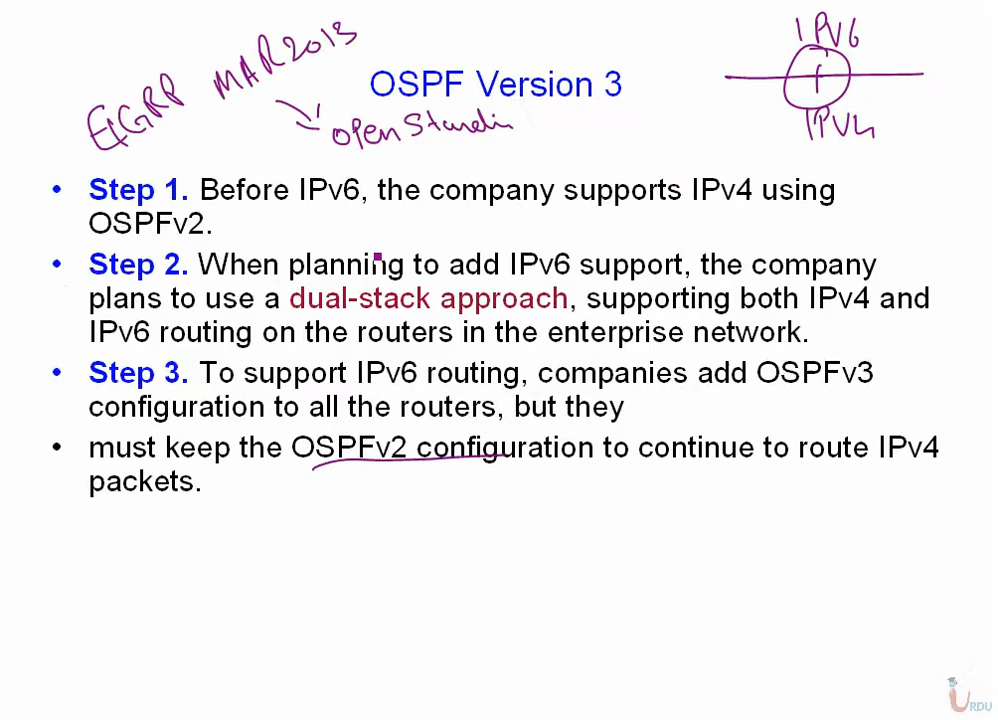 EIGRP MAR 2013
IPv6
OSPF Version 3
open Standin
IPV4
• Step 1. Before IPv6, the company supports IPv4 using
OSPFv2.
• Step 2. When planning to add IPv6 support, the company
plans to use a dual-stack approach, supporting both IPv4 and
IPv6 routing on the routers in the enterprise network.
• Step 3. To support IPv6 routing, companies add OSPFv3
configuration to all the routers, but they
• must keep the OSPFv2 configuration to continue to route IPv4
packets.
URDU